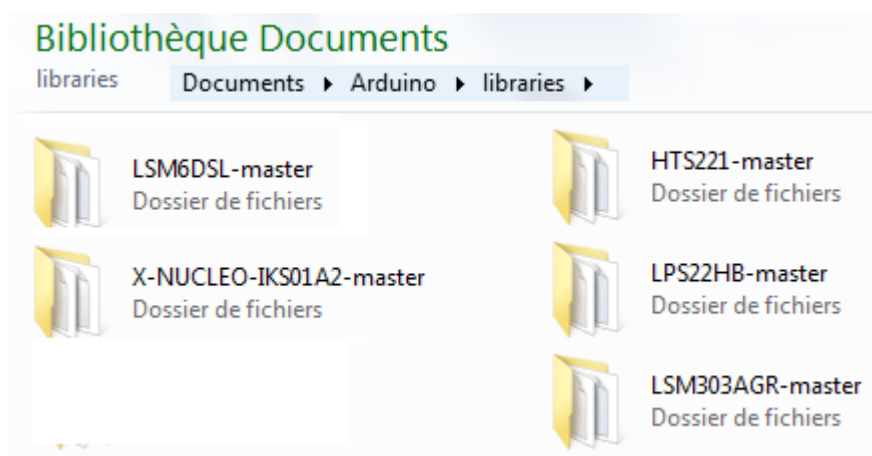 Bibliothèque Documents
libraries
Documents ▸ Arduino ▸ libraries ▸
LSM6DSL-master
Dossier de fichiers
HTS221-master
Dossier de fichiers
X-NUCLEO-IKS01A2-master
Dossier de fichiers
LPS22HB-master
Dossier de fichiers
LSM303AGR-master
Dossier de fichiers